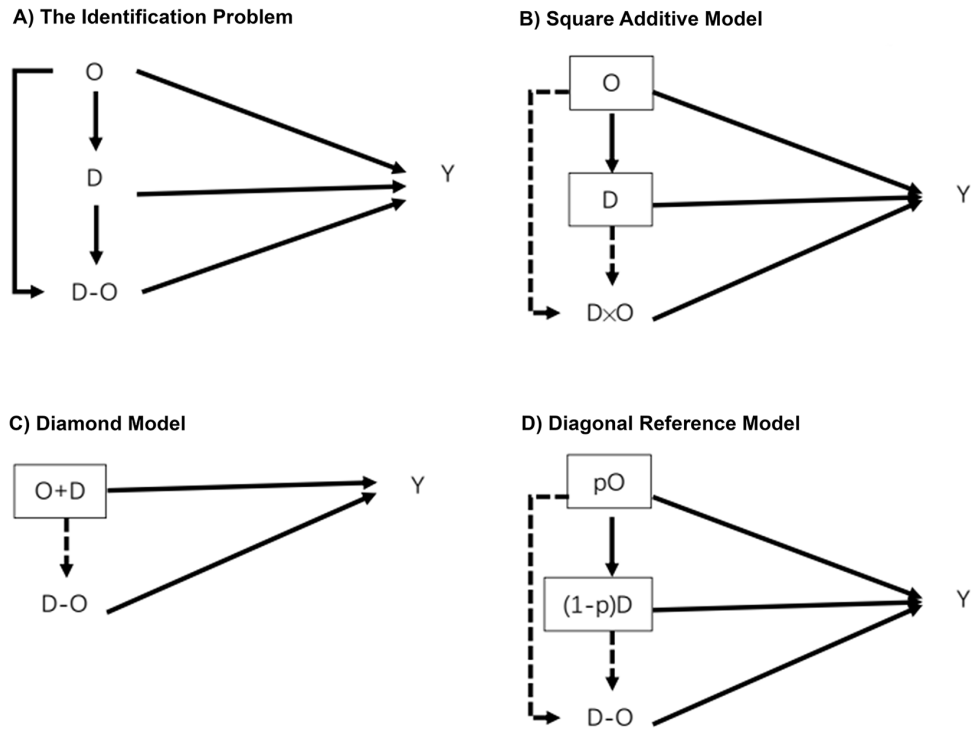 A) The Identification Problem
O
D
D-O
Y
B) Square Additive Model
O
D
D×O
Y
C) Diamond Model
O+D
D-O
Y
D) Diagonal Reference Model
pO
(1-p)D
D-O
Y